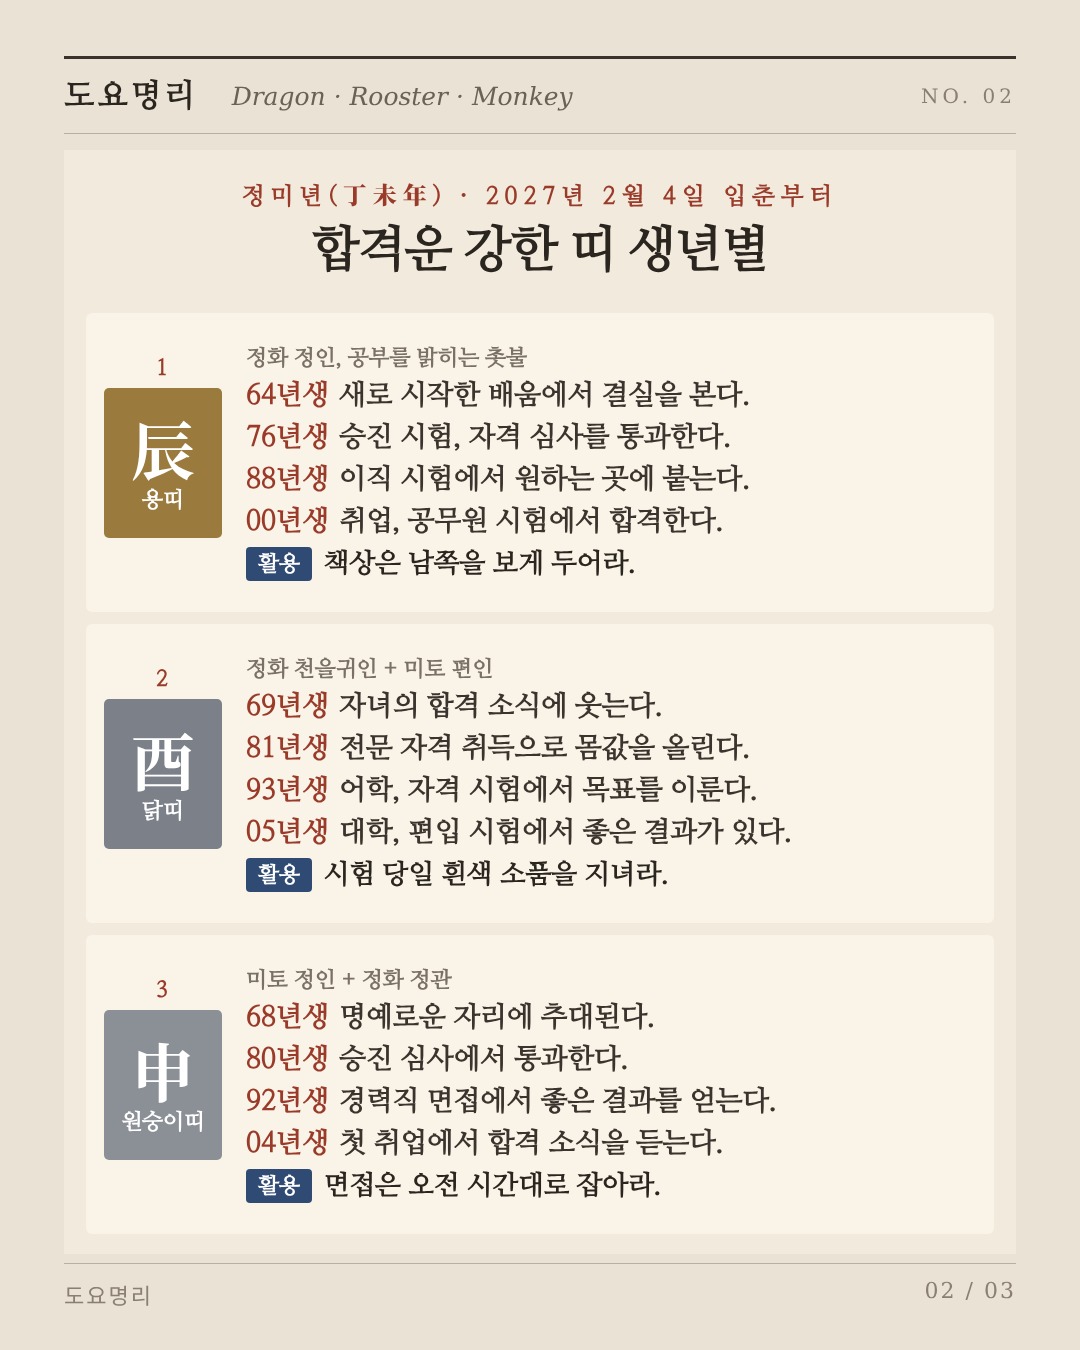 도요명리 Dragon · Rooster · Monkey NO. 02
정미년(丁未年) · 2027년 2월 4일 입춘부터
합격운 강한 띠 생년별
1
辰
용띠
정화 정인, 공부를 밝히는 촛불
64년생 새로 시작한 배움에서 결실을 본다.
76년생 승진 시험, 자격 심사를 통과한다.
88년생 이직 시험에서 원하는 곳에 붙는다.
00년생 취업, 공무원 시험에서 합격한다.
활용 책상은 남쪽을 보게 두어라.
2
酉
닭띠
정화 천을귀인 + 미토 편인
69년생 자녀의 합격 소식에 웃는다.
81년생 전문 자격 취득으로 몸값을 올린다.
93년생 어학, 자격 시험에서 목표를 이룬다.
05년생 대학, 편입 시험에서 좋은 결과가 있다.
활용 시험 당일 흰색 소품을 지녀라.
3
申
원숭이띠
미토 정인 + 정화 정관
68년생 명예로운 자리에 추대된다.
80년생 승진 심사에서 통과한다.
92년생 경력직 면접에서 좋은 결과를 얻는다.
04년생 첫 취업에서 합격 소식을 듣는다.
활용 면접은 오전 시간대로 잡아라.
도요명리 02 / 03